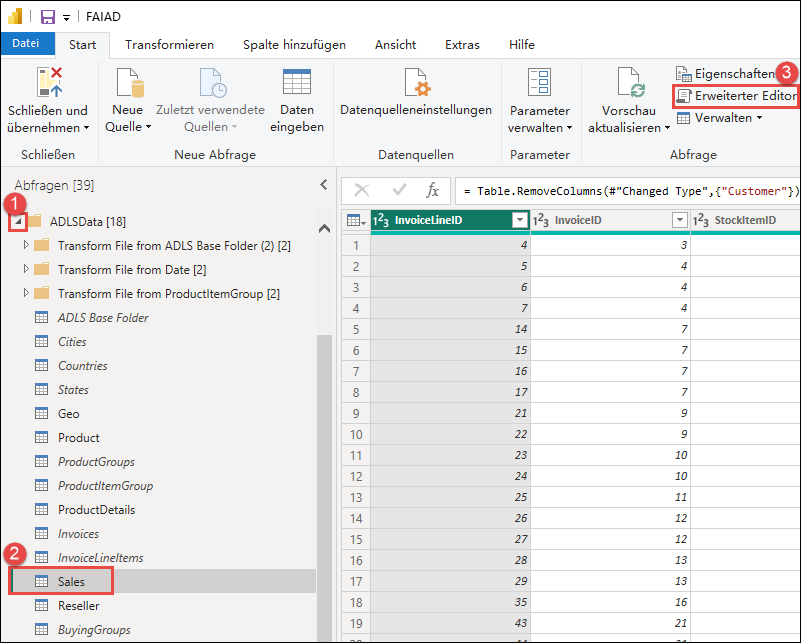 FAIAD
Datei Start Transformieren Spalte hinzufügen Ansicht Extras Hilfe
Schließen und übernehmen
Neue Quelle
Zuletzt verwendete Quellen
Daten eingeben
Datenquelleneinstellungen
Parameter verwalten
Vorschau aktualisieren
Eigenschaften
3
Erweiterter Editor
Verwalten
Schließen Neue Abfrage Datenquellen Parameter Abfrage
Abfragen [39]
fx = Table.RemoveColumns(#"Changed Type",{"Customer"})
1
ADLSData [18]
Transform File from ADLS Base Folder (2) [2]
Transform File from Date [2]
Transform File from ProductItemGroup [2]
ADLS Base Folder
Cities
Countries
States
Geo
Product
ProductGroups
ProductItemGroup
ProductDetails
Invoices
2
InvoiceLineItems
Sales
Reseller
BuyingGroups
123 InvoiceLineID 123 InvoiceID 123 StockItemID
1 4 3
2 5 4
3 6 4
4 7 4
5 14 7
6 15 7
7 16 7
8 17 7
9 21 9
10 22 9
11 23 10
12 24 10
13 25 11
14 26 12
15 27 12
16 28 13
17 29 13
18 35 16
19 43 21